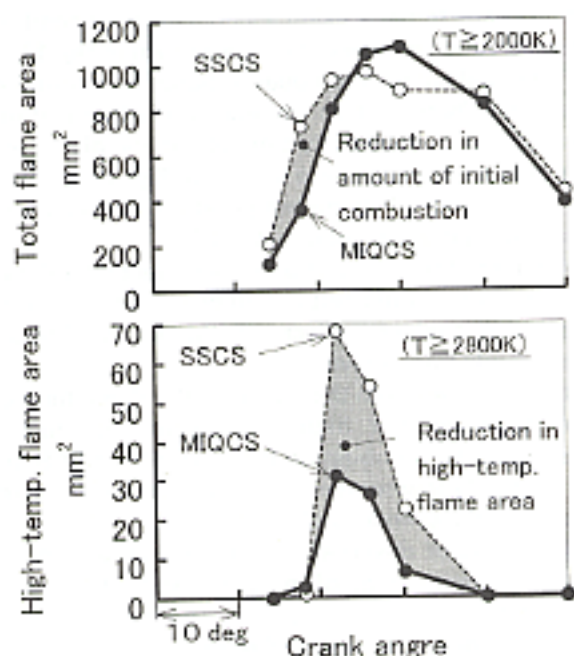 1200
1000
800
600
400
200
0
Total flame area
mm²
(T≧2000K)
SSCS
Reduction in
amount of initial
combustion
MIQCS
70
60
50
40
30
20
10
0
High-temp. flame area
mm²
(T≧2800K)
SSCS
MIQCS
Reduction in
high-temp.
flame area
10 deg
Crank angre